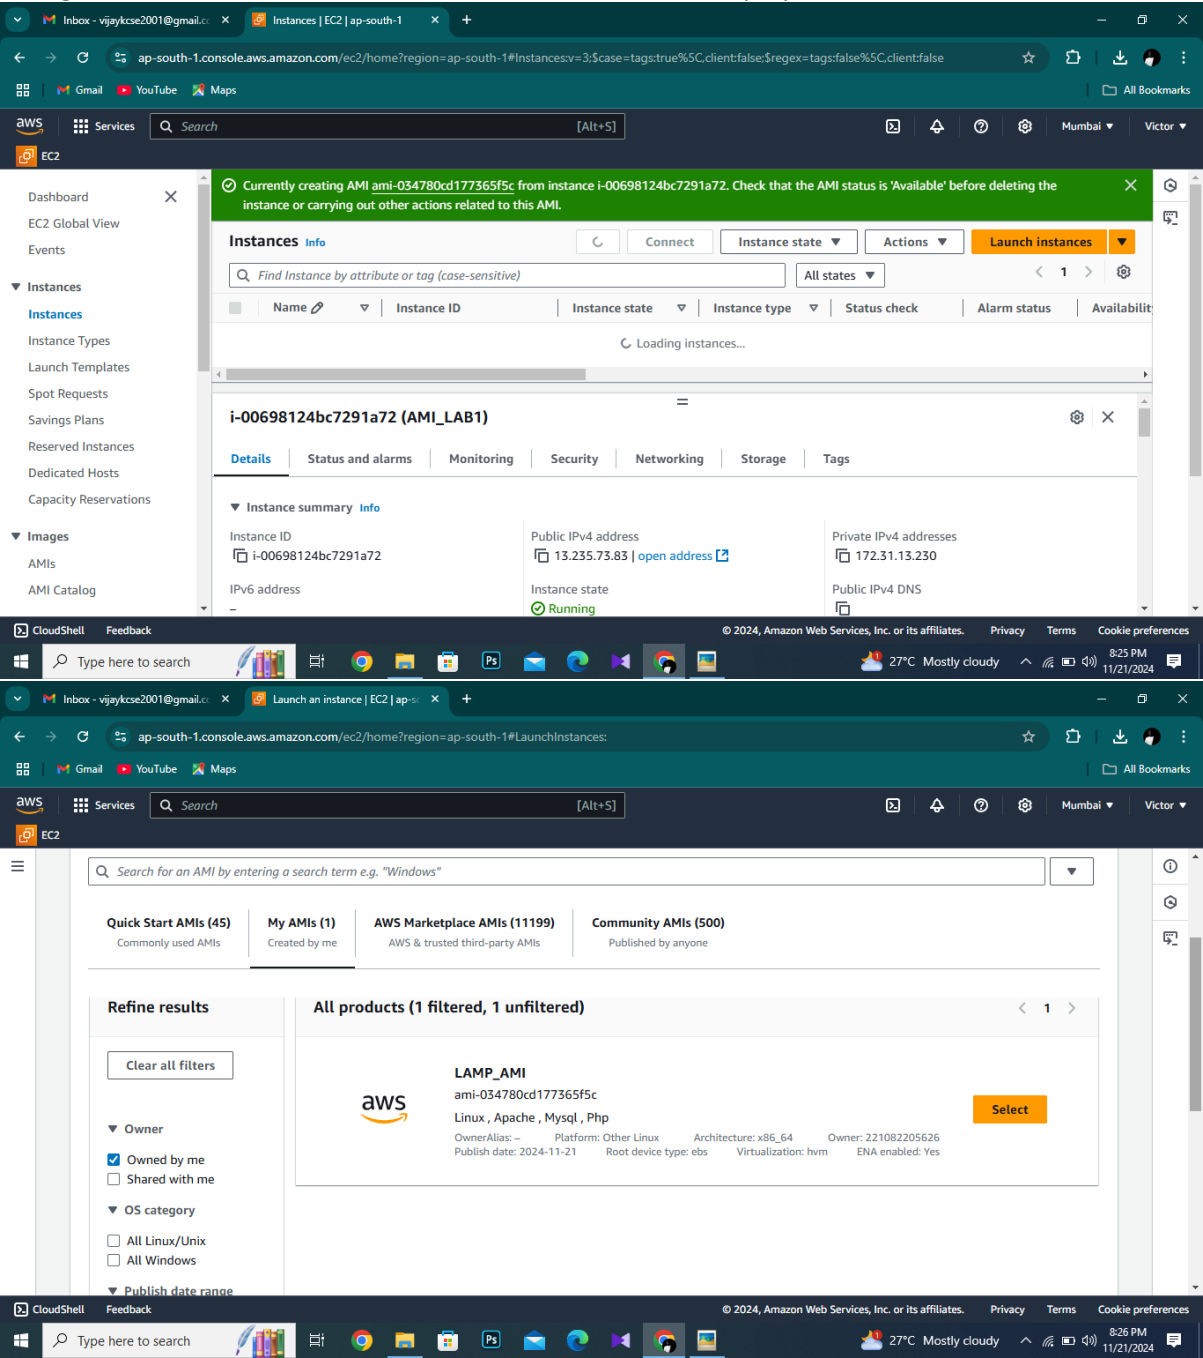 Inbox - vijaykcse2001@gmail.cc
Instances | EC2 | ap-south-1
ap-south-1.console.aws.amazon.com/ec2/home?region=ap-south-1#Instances:v=3;$case=tags:true%5C,client:false;$regex=tags:false%5C,client:false
Gmail YouTube Maps All Bookmarks
aws Services Search [Alt+S] Mumbai ▼ Victor ▼
EC2
Dashboard
EC2 Global View
Events
▼ Instances
Instances
Instance Types
Launch Templates
Spot Requests
Savings Plans
Reserved Instances
Dedicated Hosts
Capacity Reservations
▼ Images
AMIs
AMI Catalog
Currently creating AMI ami-034780cd177365f5c from instance i-00698124bc7291a72. Check that the AMI status is 'Available' before deleting the
instance or carrying out other actions related to this AMI.
Instances Info Connect Instance state ▼ Actions ▼ Launch instances ▼
Find Instance by attribute or tag (case-sensitive) All states ▼ < 1 >
Name Instance ID Instance state Instance type Status check Alarm status Availability
Loading instances...
i-00698124bc7291a72 (AMI_LAB1)
Details Status and alarms Monitoring Security Networking Storage Tags
▼ Instance summary Info
Instance ID Public IPv4 address Private IPv4 addresses
i-00698124bc7291a72 13.235.73.83 | open address 172.31.13.230
IPv6 address Instance state Public IPv4 DNS
– Running
CloudShell Feedback © 2024, Amazon Web Services, Inc. or its affiliates. Privacy Terms Cookie preferences
Type here to search Ps 27°C Mostly cloudy 8:25 PM
11/21/2024
Inbox - vijaykcse2001@gmail.cc
Launch an instance | EC2 | ap-s
ap-south-1.console.aws.amazon.com/ec2/home?region=ap-south-1#LaunchInstances:
Gmail YouTube Maps All Bookmarks
aws Services Search [Alt+S] Mumbai ▼ Victor ▼
EC2
Search for an AMI by entering a search term e.g. "Windows"
Quick Start AMIs (45) My AMIs (1) AWS Marketplace AMIs (11199) Community AMIs (500)
Commonly used AMIs Created by me AWS & trusted third-party AMIs Published by anyone
Refine results
Clear all filters
▼ Owner
Owned by me
Shared with me
▼ OS category
All Linux/Unix
All Windows
▼ Publish date range
All products (1 filtered, 1 unfiltered) < 1 >
aws
LAMP_AMI
ami-034780cd177365f5c
Linux , Apache , Mysql , Php
OwnerAlias: – Platform: Other Linux Architecture: x86_64 Owner: 221082205626
Publish date: 2024-11-21 Root device type: ebs Virtualization: hvm ENA enabled: Yes
Select
CloudShell Feedback © 2024, Amazon Web Services, Inc. or its affiliates. Privacy Terms Cookie preferences
Type here to search Ps 27°C Mostly cloudy 8:26 PM
11/21/2024